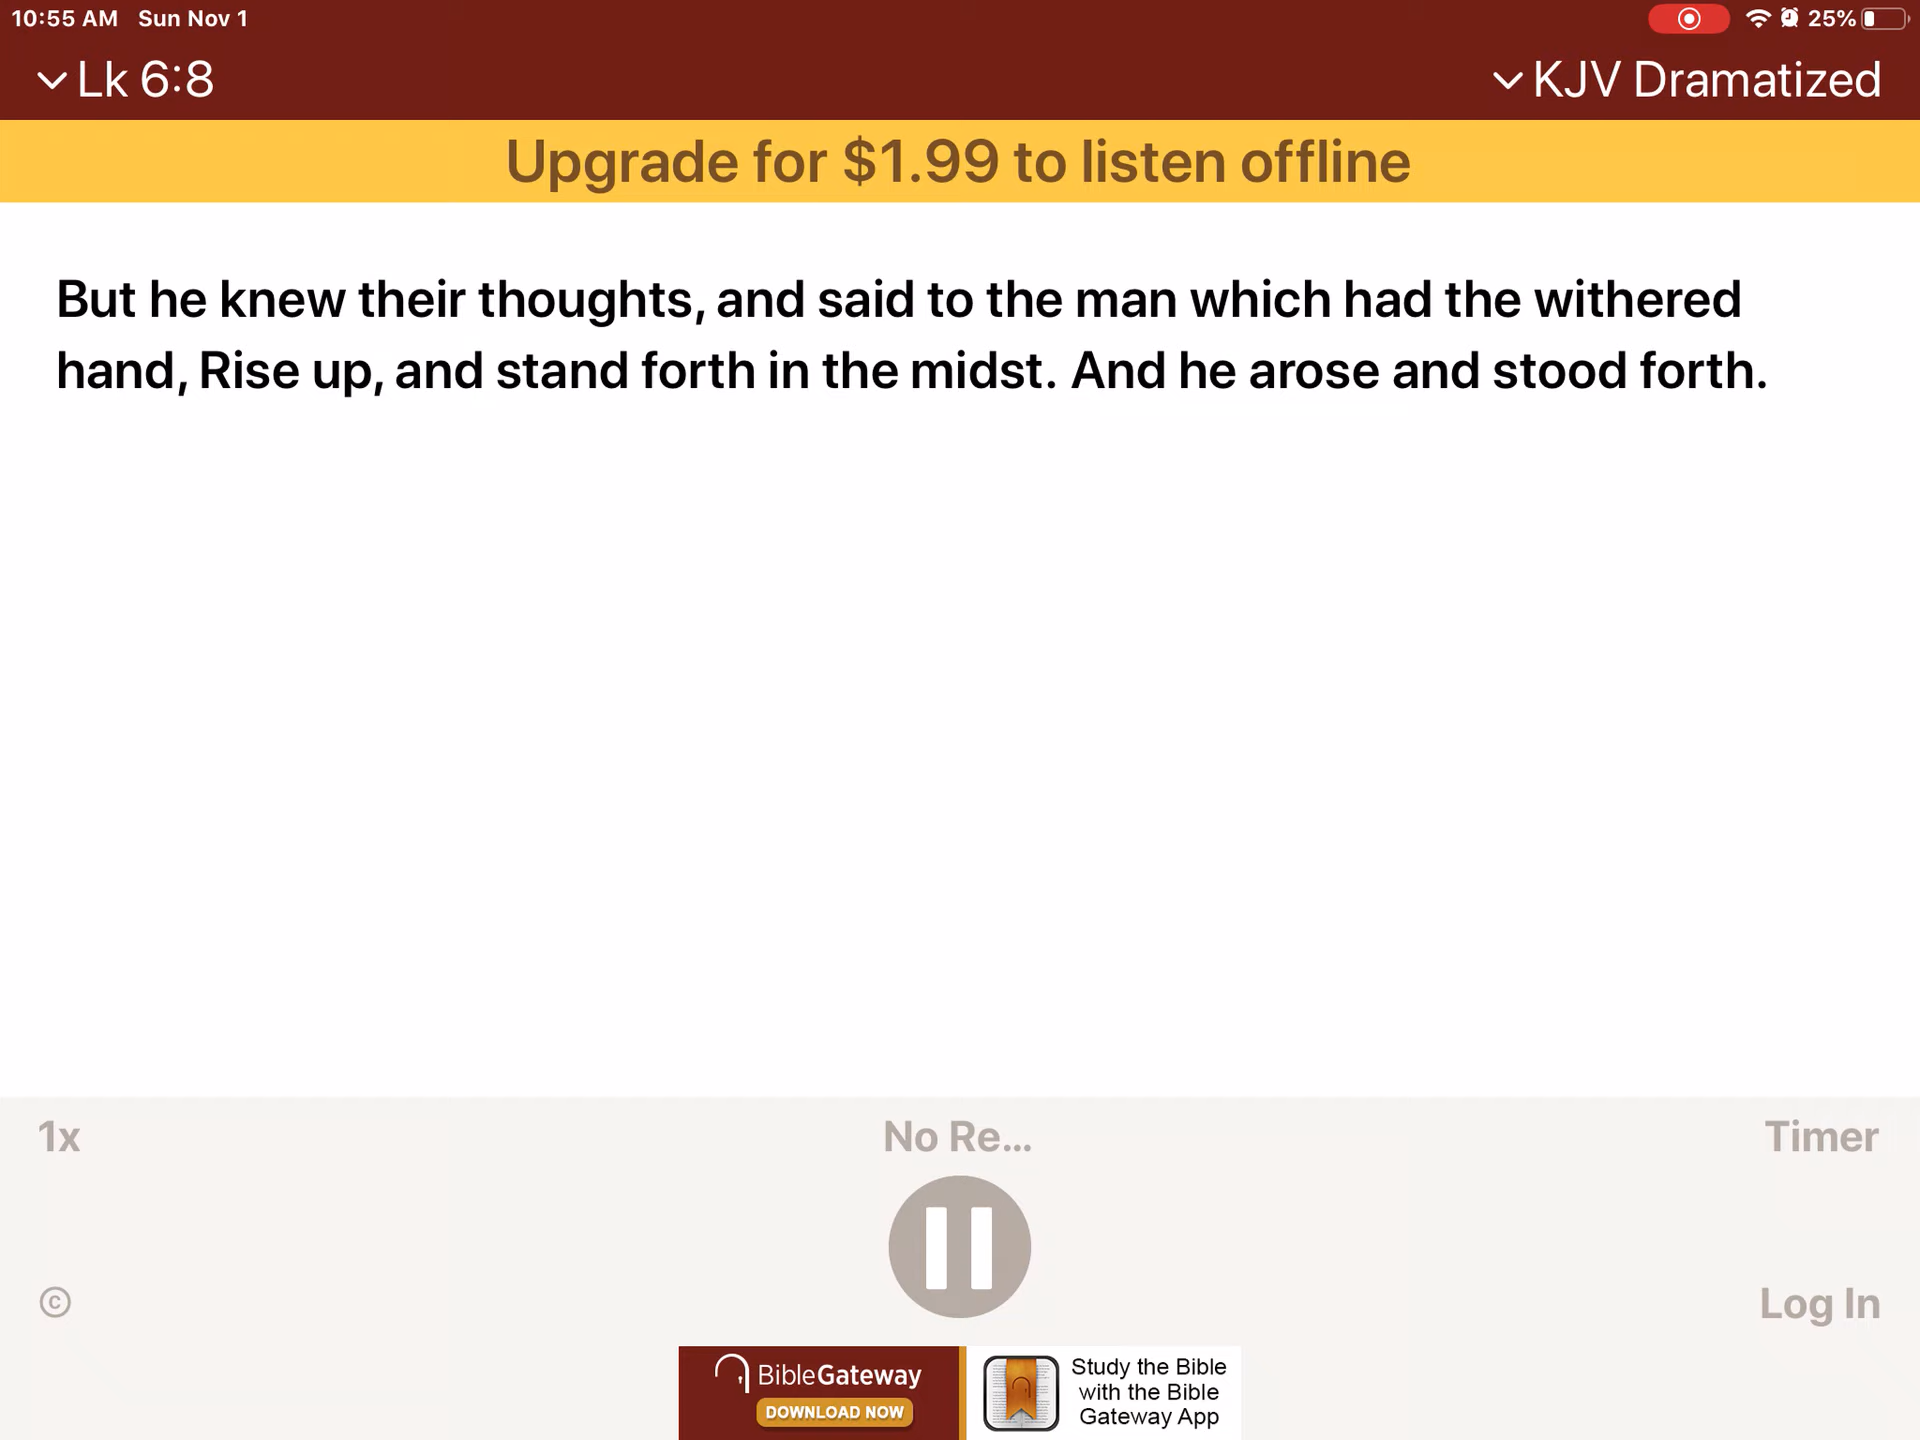 10:55 AM Sun Nov 1 25%
Lk 6:8 KJV Dramatized
Upgrade for $1.99 to listen offline
But he knew their thoughts, and said to the man which had the withered
hand, Rise up, and stand forth in the midst. And he arose and stood forth.
1x No Re... Timer
© Log In
BibleGateway
DOWNLOAD NOW
Study the Bible
with the Bible
Gateway App